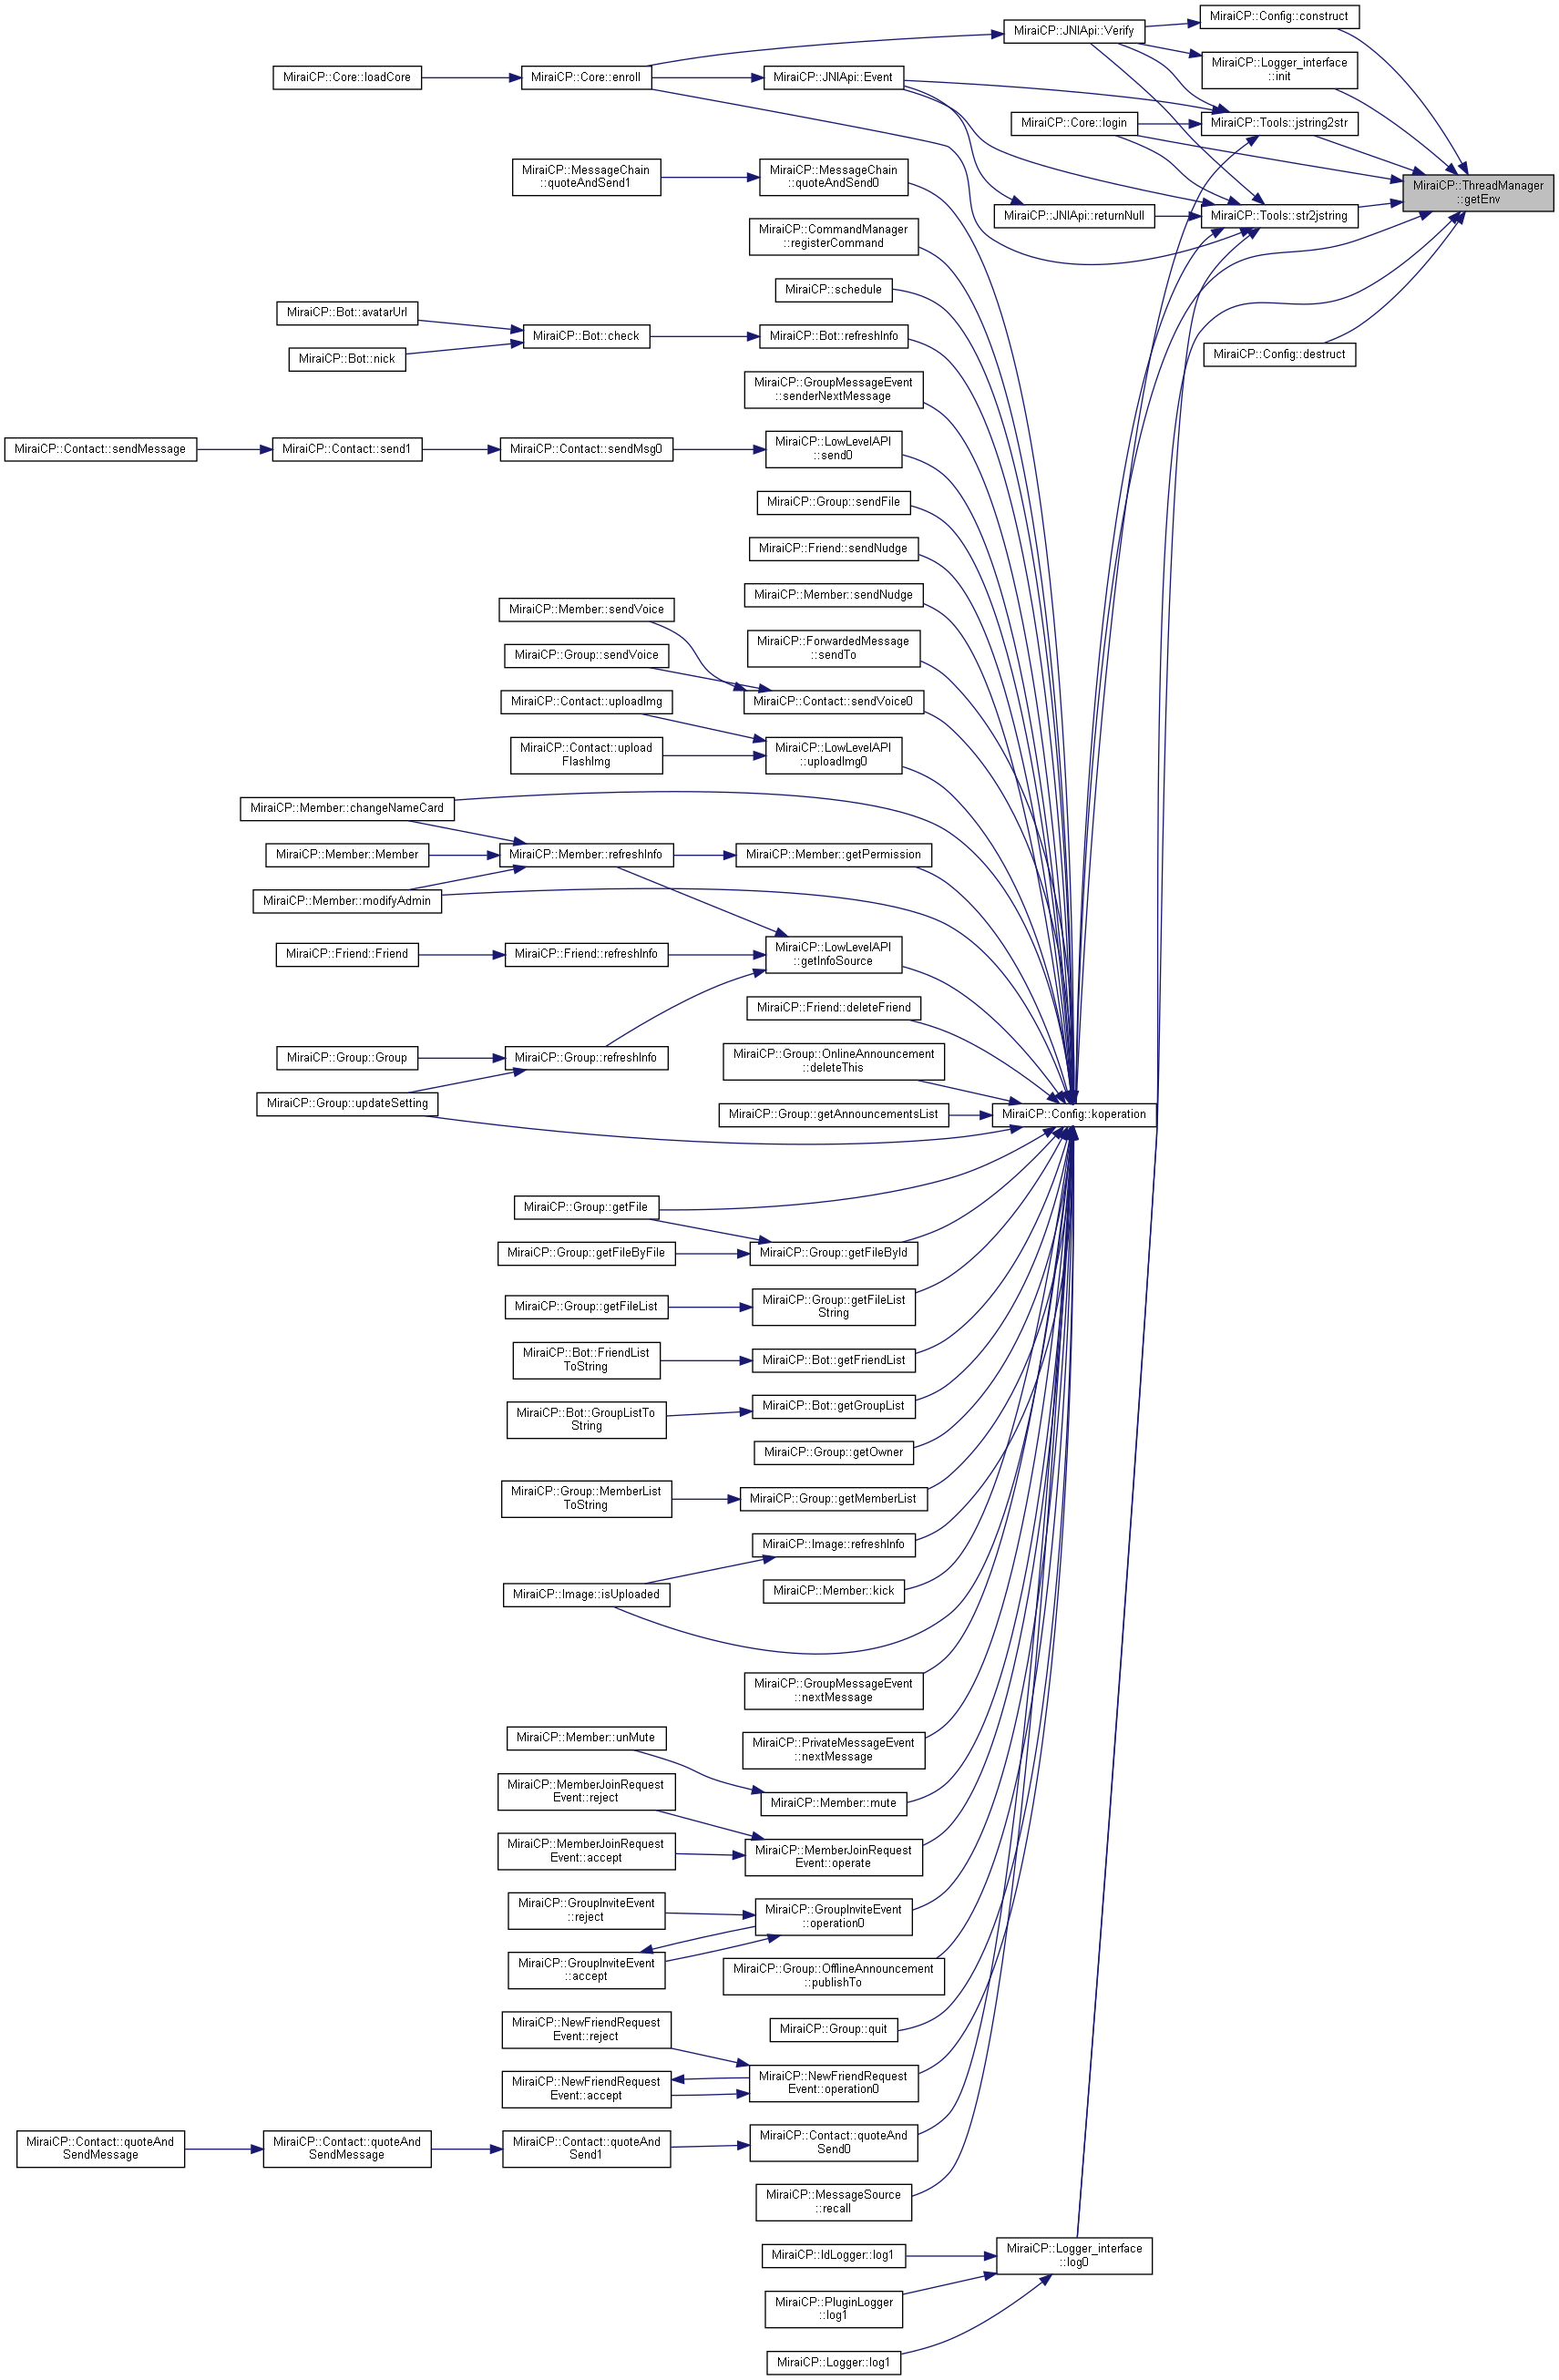 MiraiCP::Config::construct
MiraiCP::JNIApi::Verify
MiraiCP::Logger_interface
::init
MiraiCP::Core::loadCore
MiraiCP::Core::enroll
MiraiCP::JNIApi::Event
MiraiCP::Core::login
MiraiCP::Tools::jstring2str
MiraiCP::MessageChain
::quoteAndSend1
MiraiCP::MessageChain
::quoteAndSend0
MiraiCP::ThreadManager
::getEnv
MiraiCP::JNIApi::returnNull
MiraiCP::Tools::str2jstring
MiraiCP::CommandManager
::registerCommand
MiraiCP::schedule
MiraiCP::Bot::avatarUrl
MiraiCP::Bot::check
MiraiCP::Bot::refreshInfo
MiraiCP::Bot::nick
MiraiCP::Config::destruct
MiraiCP::GroupMessageEvent
::senderNextMessage
MiraiCP::Contact::sendMessage
MiraiCP::Contact::send1
MiraiCP::Contact::sendMsg0
MiraiCP::LowLevelAPI
::send0
MiraiCP::Group::sendFile
MiraiCP::Friend::sendNudge
MiraiCP::Member::sendNudge
MiraiCP::Member::sendVoice
MiraiCP::ForwardedMessage
::sendTo
MiraiCP::Group::sendVoice
MiraiCP::Contact::sendVoice0
MiraiCP::Contact::uploadImg
MiraiCP::Contact::upload
FlashImg
MiraiCP::LowLevelAPI
::uploadImg0
MiraiCP::Member::changeNameCard
MiraiCP::Member::Member
MiraiCP::Member::refreshInfo
MiraiCP::Member::getPermission
MiraiCP::Member::modifyAdmin
MiraiCP::Friend::Friend
MiraiCP::Friend::refreshInfo
MiraiCP::LowLevelAPI
::getInfoSource
MiraiCP::Friend::deleteFriend
MiraiCP::Group::Group
MiraiCP::Group::refreshInfo
MiraiCP::Group::OnlineAnnouncement
::deleteThis
MiraiCP::Group::updateSetting
MiraiCP::Group::getAnnouncementsList
MiraiCP::Config::koperation
MiraiCP::Group::getFile
MiraiCP::Group::getFileByFile
MiraiCP::Group::getFileById
MiraiCP::Group::getFileList
MiraiCP::Group::getFileList
String
MiraiCP::Bot::FriendList
ToString
MiraiCP::Bot::getFriendList
MiraiCP::Bot::GroupListTo
String
MiraiCP::Bot::getGroupList
MiraiCP::Group::getOwner
MiraiCP::Group::MemberList
ToString
MiraiCP::Group::getMemberList
MiraiCP::Image::refreshInfo
MiraiCP::Image::isUploaded
MiraiCP::Member::kick
MiraiCP::GroupMessageEvent
::nextMessage
MiraiCP::Member::unMute
MiraiCP::PrivateMessageEvent
::nextMessage
MiraiCP::MemberJoinRequest
Event::reject
MiraiCP::Member::mute
MiraiCP::MemberJoinRequest
Event::accept
MiraiCP::MemberJoinRequest
Event::operate
MiraiCP::GroupInviteEvent
::reject
MiraiCP::GroupInviteEvent
::operation0
MiraiCP::GroupInviteEvent
::accept
MiraiCP::Group::OfflineAnnouncement
::publishTo
MiraiCP::NewFriendRequest
Event::reject
MiraiCP::Group::quit
MiraiCP::NewFriendRequest
Event::accept
MiraiCP::NewFriendRequest
Event::operation0
MiraiCP::Contact::quoteAnd
SendMessage
MiraiCP::Contact::quoteAnd
SendMessage
MiraiCP::Contact::quoteAnd
Send1
MiraiCP::Contact::quoteAnd
Send0
MiraiCP::MessageSource
::recall
MiraiCP::IdLogger::log1
MiraiCP::Logger_interface
::log0
MiraiCP::PluginLogger
::log1
MiraiCP::Logger::log1